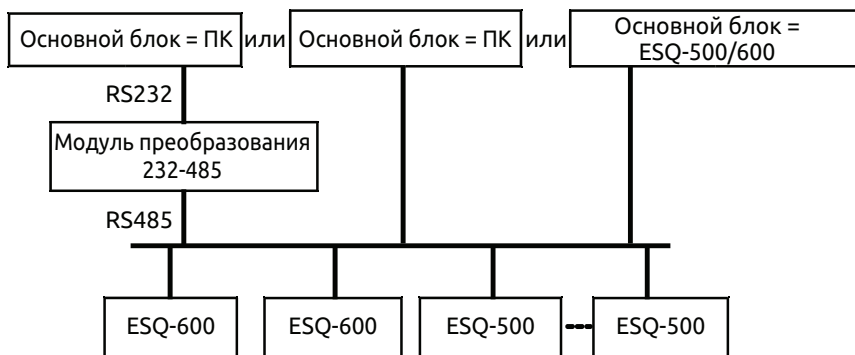 Основной блок = ПК или Основной блок = ПК или Основной блок =
ESQ-500/600
RS232
Модуль преобразования
232-485
RS485
ESQ-600 ESQ-600 ESQ-500 ESQ-500